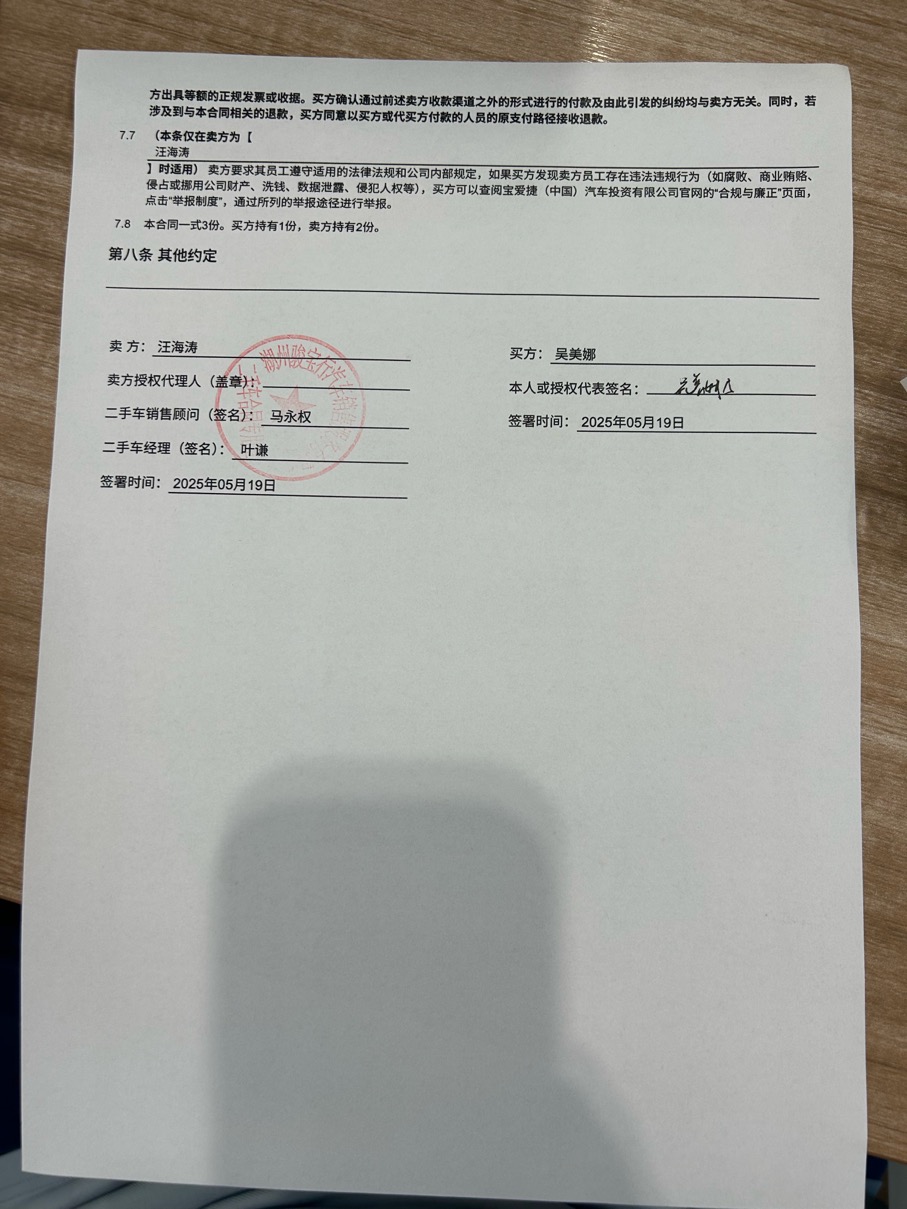 方出具等额的正规发票或收据。买方确认通过前述卖方收款渠道之外的形式进行的付款及由此引发的纠纷均与卖方无关。同时，若
涉及到与本合同相关的退款，买方同意以买方或代买方付款的人员的原支付路径接收退款。
7.7 （本条仅在卖方为【
汪海涛
】时适用） 卖方要求其员工遵守适用的法律法规和公司内部规定，如果买方发现卖方员工存在违法违规行为（如腐败、商业贿赂、
侵占或挪用公司财产、洗钱、数据泄露、侵犯人权等），买方可以查阅宝爱捷（中国）汽车投资有限公司官网的“合规与廉正”页面，
点击“举报制度”，通过所列的举报途径进行举报。
7.8 本合同一式3份。买方持有1份，卖方持有2份。
第八条 其他约定
卖 方： 汪海涛
买方： 吴美娜
卖方授权代理人（盖章）：
本人或授权代表签名：
二手车销售顾问（签名）： 马永权
签署时间： 2025年05月19日
二手车经理（签名）： 叶谦
签署时间： 2025年05月19日
湖州骏宝行汽车销售